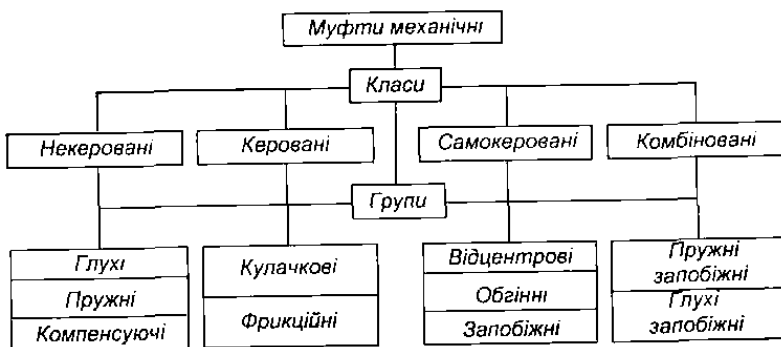 Муфти механічні
Класи
Некеровані
Керовані
Самокеровані
Комбіновані
Групи
Глухі
Пружні
Компенсуючі
Кулачкові
Фрикційні
Відцентрові
Обгінні
Запобіжні
Пружні
запобіжні
Глухі
запобіжні